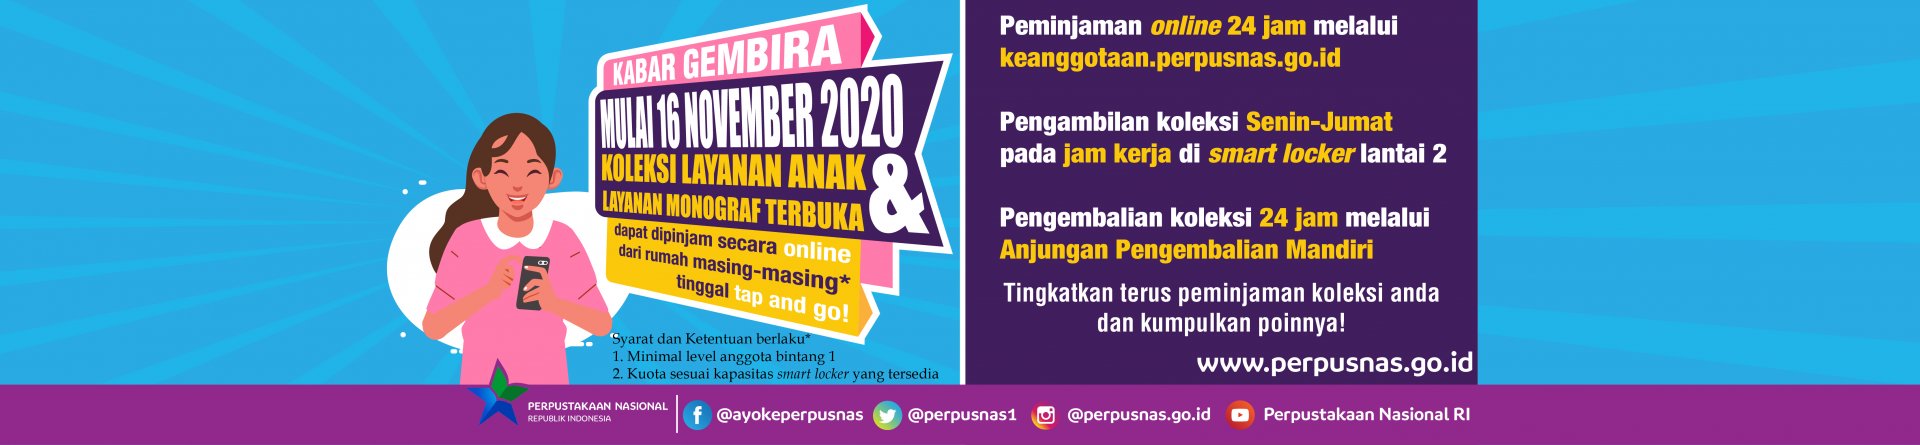 KABAR GEMBIRA
MULAI 16 NOVEMBER 2020
KOLEKSI LAYANAN ANAK &
LAYANAN MONOGRAF TERBUKA
dapat dipinjam secara online
dari rumah masing-masing*
tinggal tap and go!
Syarat dan Ketentuan berlaku*
1. Minimal level anggota bintang 1
2. Kuota sesuai kapasitas smart locker yang tersedia
Peminjaman online 24 jam melalui
keanggotaan.perpusnas.go.id
Pengambilan koleksi Senin-Jumat
pada jam kerja di smart locker lantai 2
Pengembalian koleksi 24 jam melalui
Anjungan Pengembalian Mandiri
Tingkatkan terus peminjaman koleksi anda
dan kumpulkan poinnya!
www.perpusnas.go.id
PERPUSTAKAAN NASIONAL
REPUBLIK INDONESIA
@ayokeperpusnas
@perpusnas1
@perpusnas.go.id
Perpustakaan Nasional RI